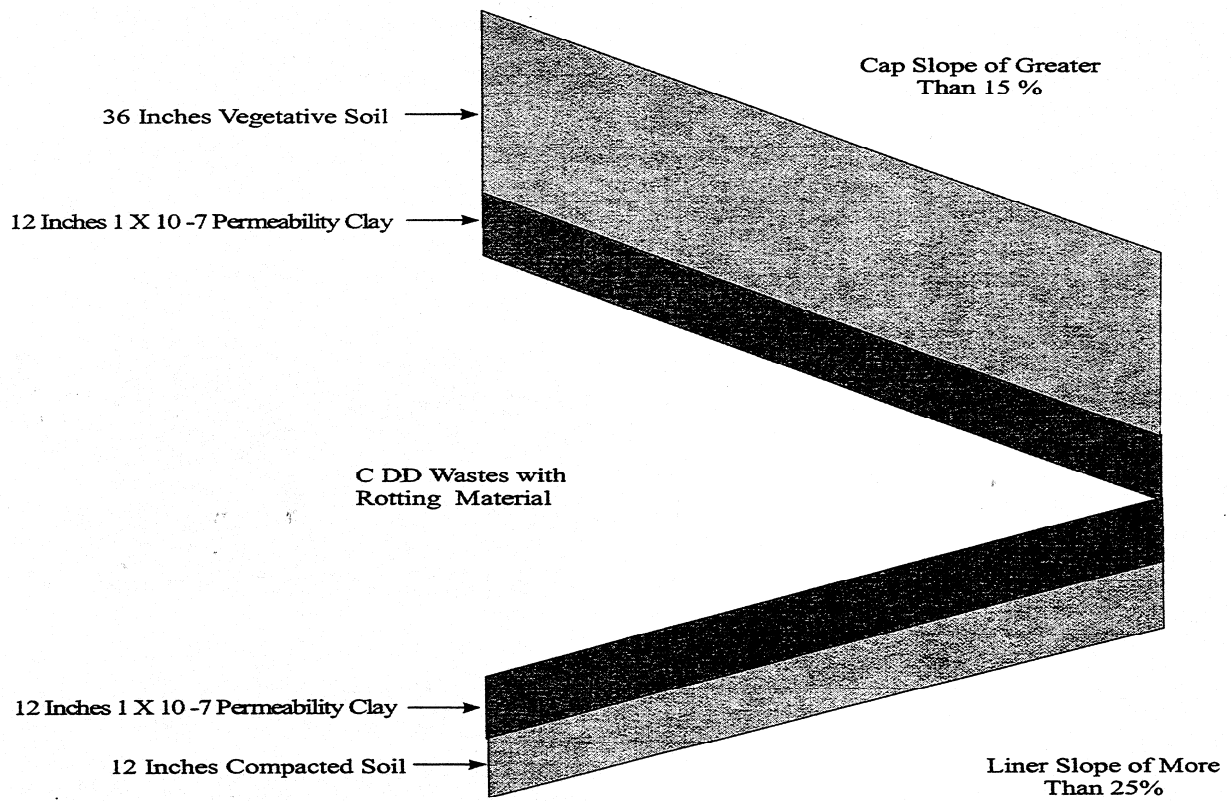 Cap Slope of Greater
Than 15 %
36 Inches Vegetative Soil
12 Inches 1 X 10 -7 Permeability Clay
C DD Wastes with
Rotting Material
12 Inches 1 X 10 -7 Permeability Clay
12 Inches Compacted Soil
Liner Slope of More
Than 25%